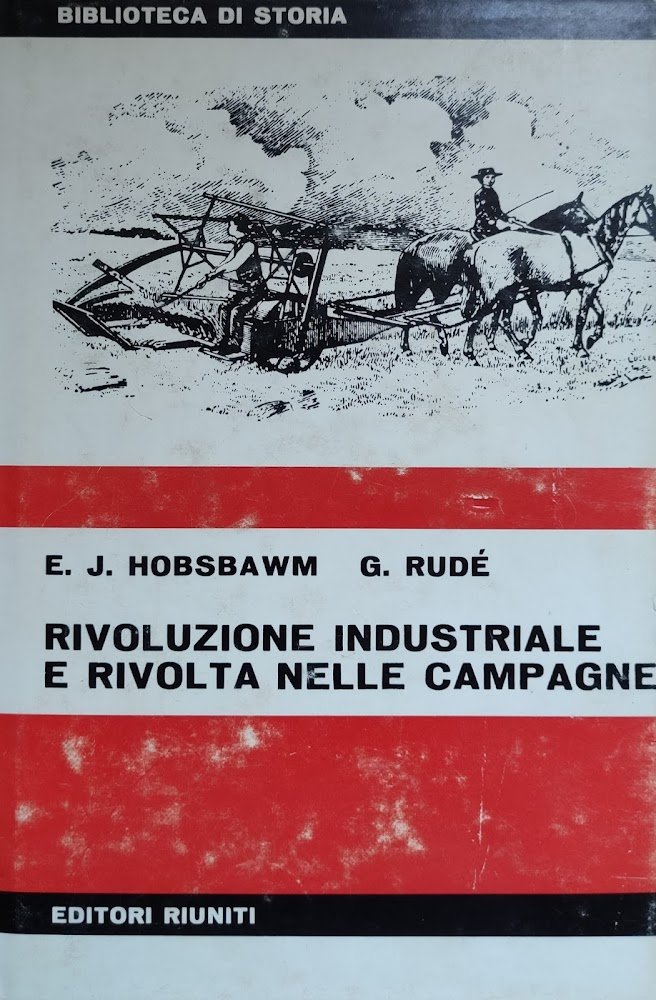 BIBLIOTECA DI STORIA
E. J. HOBSBAWM G. RUDÉ
RIVOLUZIONE INDUSTRIALE
E RIVOLTA NELLE CAMPAGNE
EDITORI RIUNITI